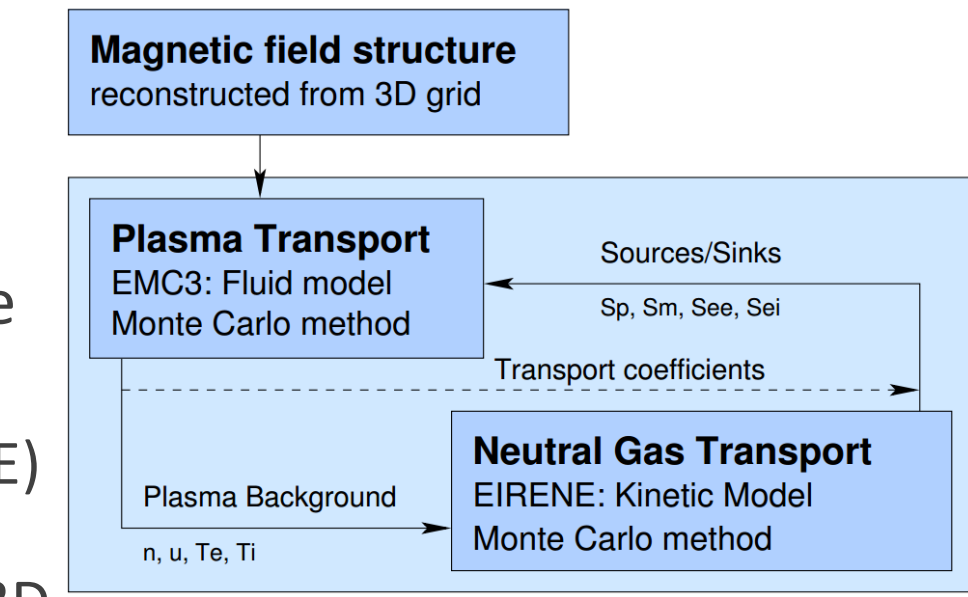 Magnetic field structure
reconstructed from 3D grid
Plasma Transport
EMC3: Fluid model
Monte Carlo method
Sources/Sinks
Sp, Sm, See, Sei
Transport coefficients
Plasma Background
n, u, Te, Ti
Neutral Gas Transport
EIRENE: Kinetic Model
Monte Carlo method
e
E)